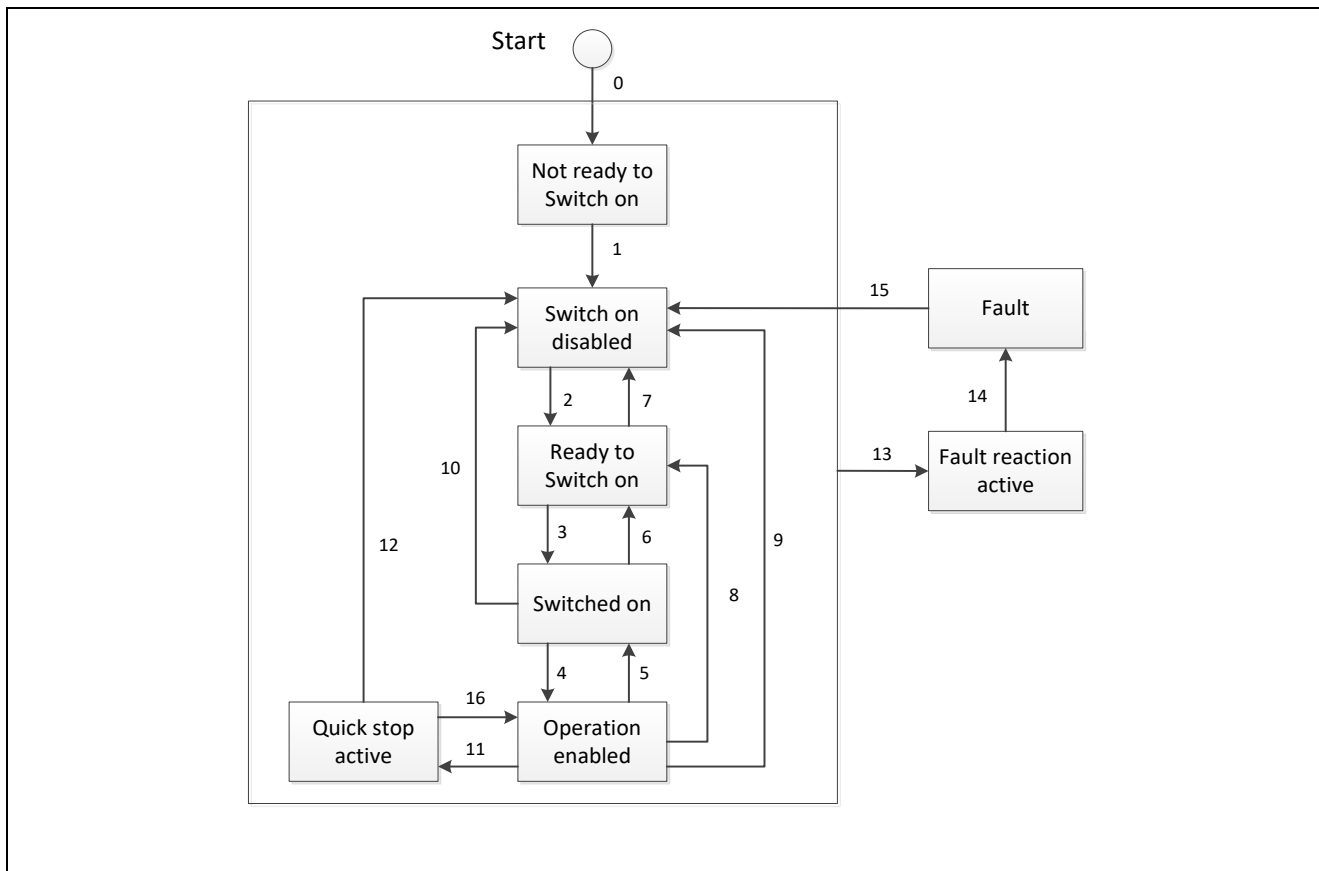 Start
0
Not ready to
Switch on
1
Switch on
disabled
15
Fault
2
7
14
10
Ready to
Switch on
13
Fault reaction
active
3
6
12
9
8
Switched on
4
5
16
Quick stop
active
11
Operation
enabled